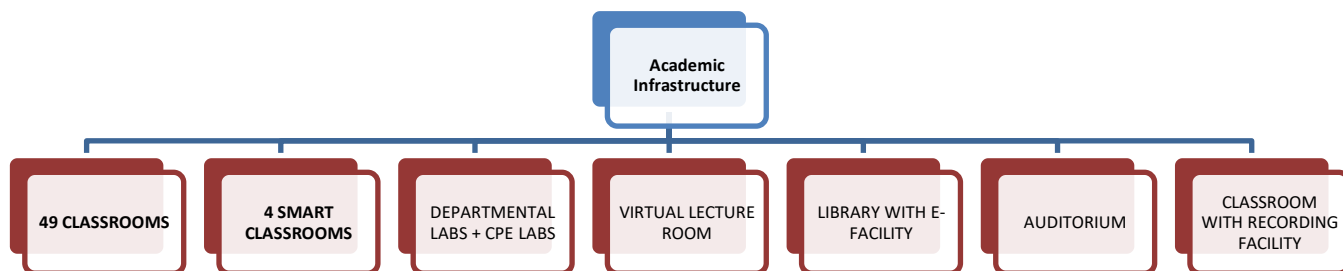 Academic
Infrastructure
49 CLASSROOMS
4 SMART
CLASSROOMS
DEPARTMENTAL
LABS + CPE LABS
VIRTUAL LECTURE
ROOM
LIBRARY WITH E-
FACILITY
AUDITORIUM
CLASSROOM
WITH RECORDING
FACILITY